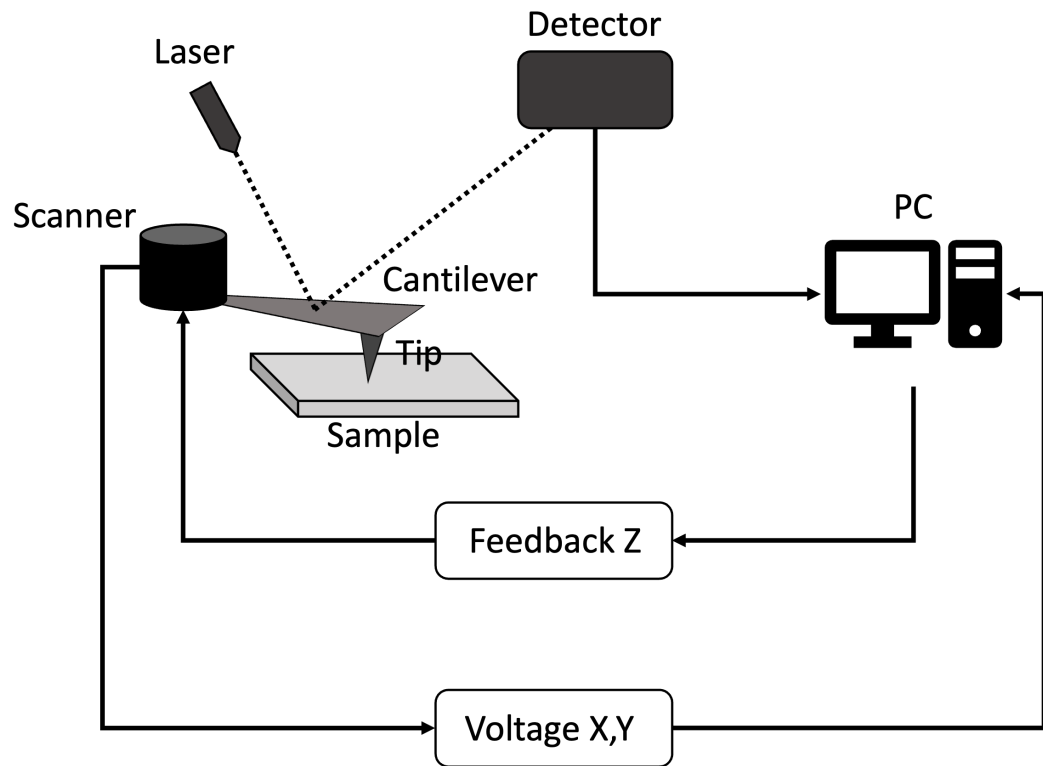 Detector
Laser
Scanner
PC
Cantilever
Tip
Sample
Feedback Z
Voltage X,Y